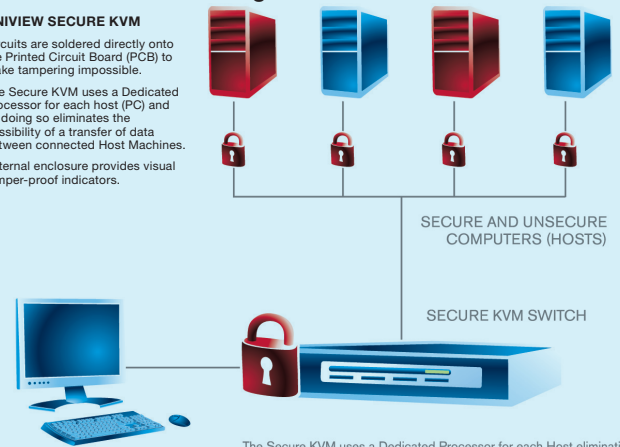 NIVIEW SECURE KVM
cuits are soldered directly onto
Printed Circuit Board (PCB) to
ke tampering impossible.
Secure KVM uses a Dedicated
ocessor for each host (PC) and
doing so eliminates the
ssibility of a transfer of data
tween connected Host Machines.
ternal enclosure provides visual
mper-proof indicators.
SECURE AND UNSECURE
COMPUTERS (HOSTS)
SECURE KVM SWITCH
The Secure KVM uses a Dedicated Processor for each Host eliminati